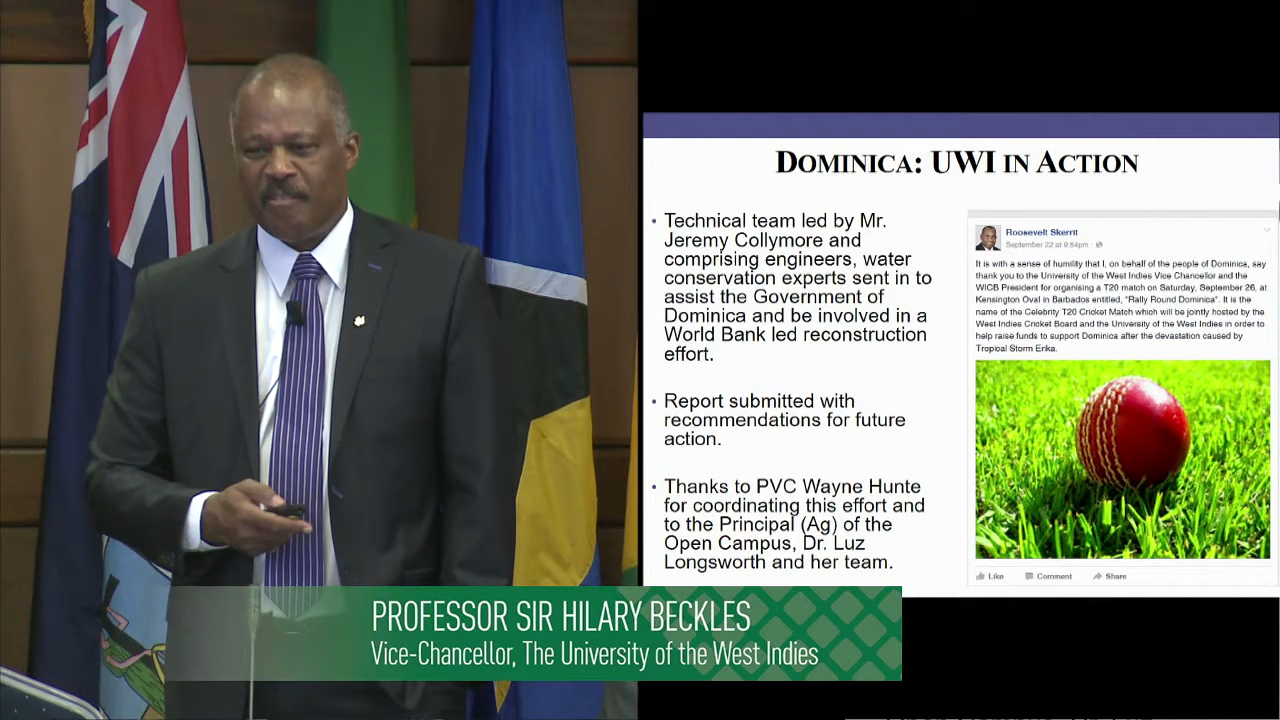 DOMINICA: UWI IN ACTION
• Technical team led by Mr.
Jeremy Collymore and
comprising engineers, water
conservation experts sent in to
assist the Government of
Dominica and be involved in a
World Bank led reconstruction
effort.
• Report submitted with
recommendations for future
action.
• Thanks to PVC Wayne Hunte
for coordinating this effort and
to the Principal (Ag) of the
Open Campus, Dr. Luz
Longsworth and her team.
Roosevelt Skerrit
September 22 at 9:54pm
It is with a sense of humility that I, on behalf of the people of Dominica, say
thank you to the University of the West Indies Vice Chancellor and the
WICB President for organising a T20 match on Saturday, September 26, at
Kensington Oval in Barbados entitled, "Rally Round Dominica". It is the
name of the Celebrity T20 Cricket Match which will be jointly hosted by the
West Indies Cricket Board and the University of the West Indies in order to
help raise funds to support Dominica after the devastation caused by
Tropical Storm Erika.
Like Comment Share
PROFESSOR SIR HILARY BECKLES
Vice-Chancellor, The University of the West Indies